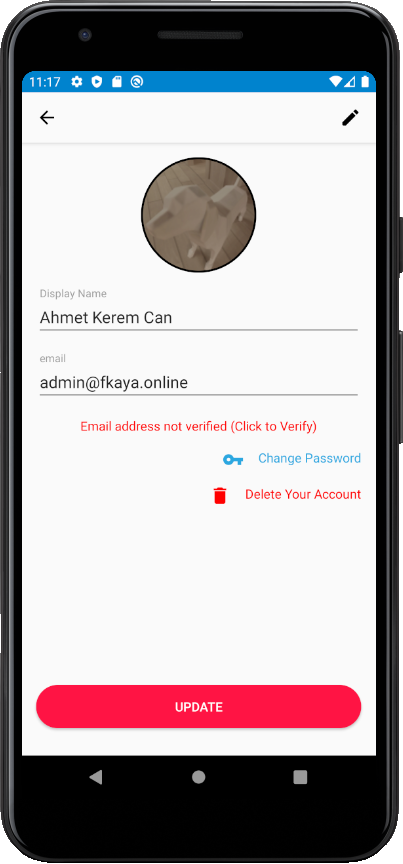 11:17
Display Name
Ahmet Kerem Can
email
admin@fkaya.online
Email address not verified (Click to Verify)
Change Password
Delete Your Account
UPDATE